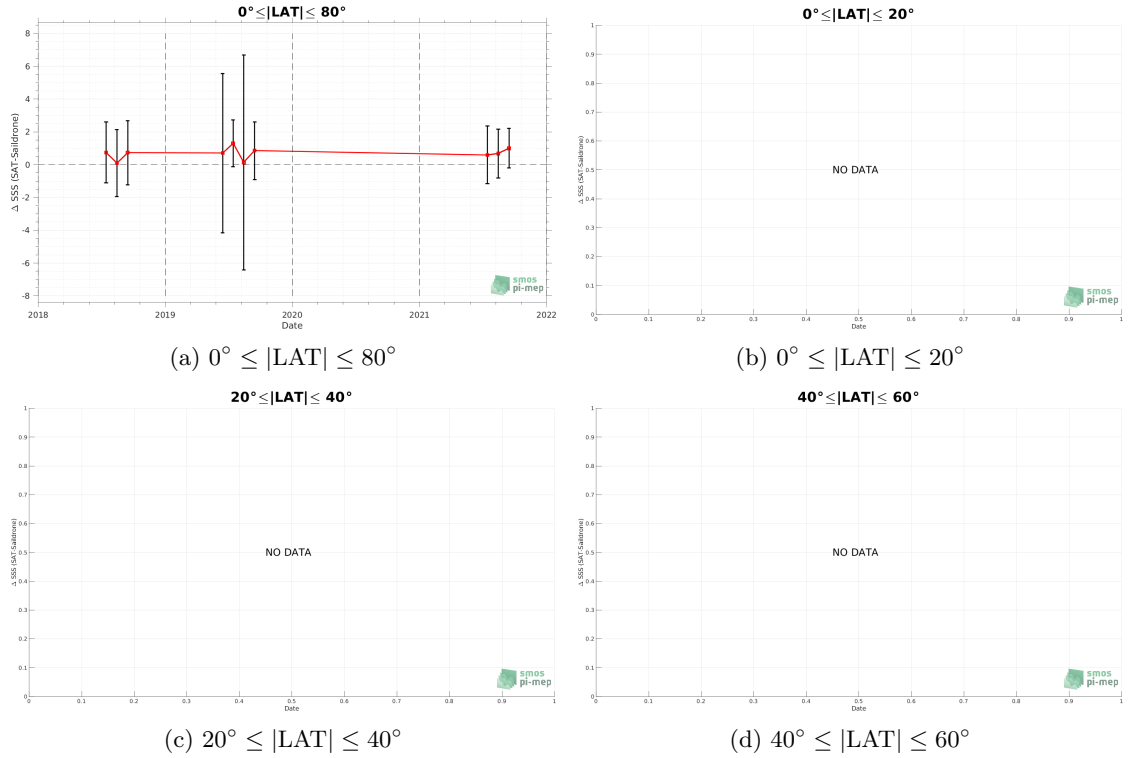 0°≤|LAT|≤ 80°
8
6
4
2
0
-2
-4
-6
-8
Δ SSS (SAT-Saildrone)
2018
2019
2020
2021
2022
Date
smos
pi-mep
(a) 0° ≤ |LAT| ≤ 80°
0°≤|LAT|≤ 20°
1
0.9
0.8
0.7
0.6
0.5
0.4
0.3
0.2
0.1
0
Δ SSS (SAT-Saildrone)
NO DATA
0
0.1
0.2
0.3
0.4
0.5
0.6
0.7
0.8
0.9
1
Date
smos
pi-mep
(b) 0° ≤ |LAT| ≤ 20°
20°≤|LAT|≤ 40°
1
0.9
0.8
0.7
0.6
0.5
0.4
0.3
0.2
0.1
0
Δ SSS (SAT-Saildrone)
NO DATA
0
0.1
0.2
0.3
0.4
0.5
0.6
0.7
0.8
0.9
1
Date
smos
pi-mep
(c) 20° ≤ |LAT| ≤ 40°
40°≤|LAT|≤ 60°
1
0.9
0.8
0.7
0.6
0.5
0.4
0.3
0.2
0.1
0
Δ SSS (SAT-Saildrone)
NO DATA
0
0.1
0.2
0.3
0.4
0.5
0.6
0.7
0.8
0.9
1
Date
smos
pi-mep
(d) 40° ≤ |LAT| ≤ 60°